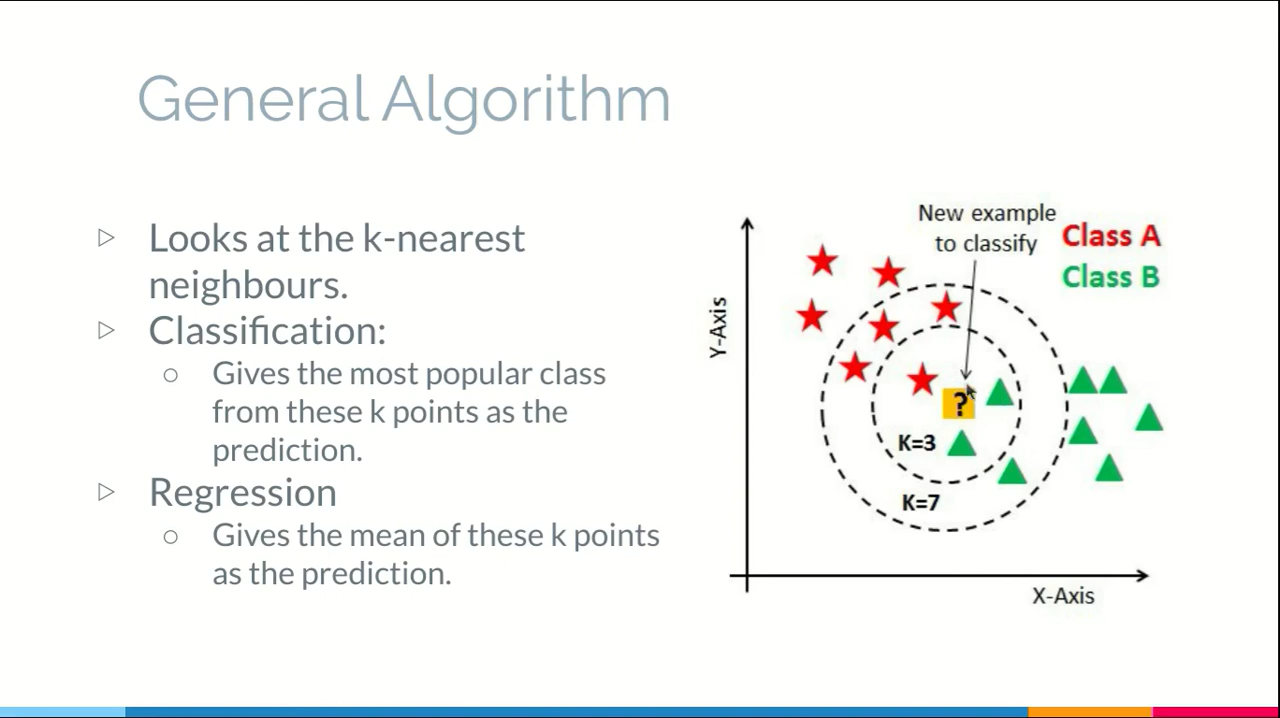 General Algorithm
Looks at the k-nearest
neighbours.
Classification:
Gives the most popular class
from these k points as the
prediction.
Regression
Gives the mean of these k points
as the prediction.
New example
to classify
Class A
Class B
Y-Axis
?
K=3
K=7
X-Axis